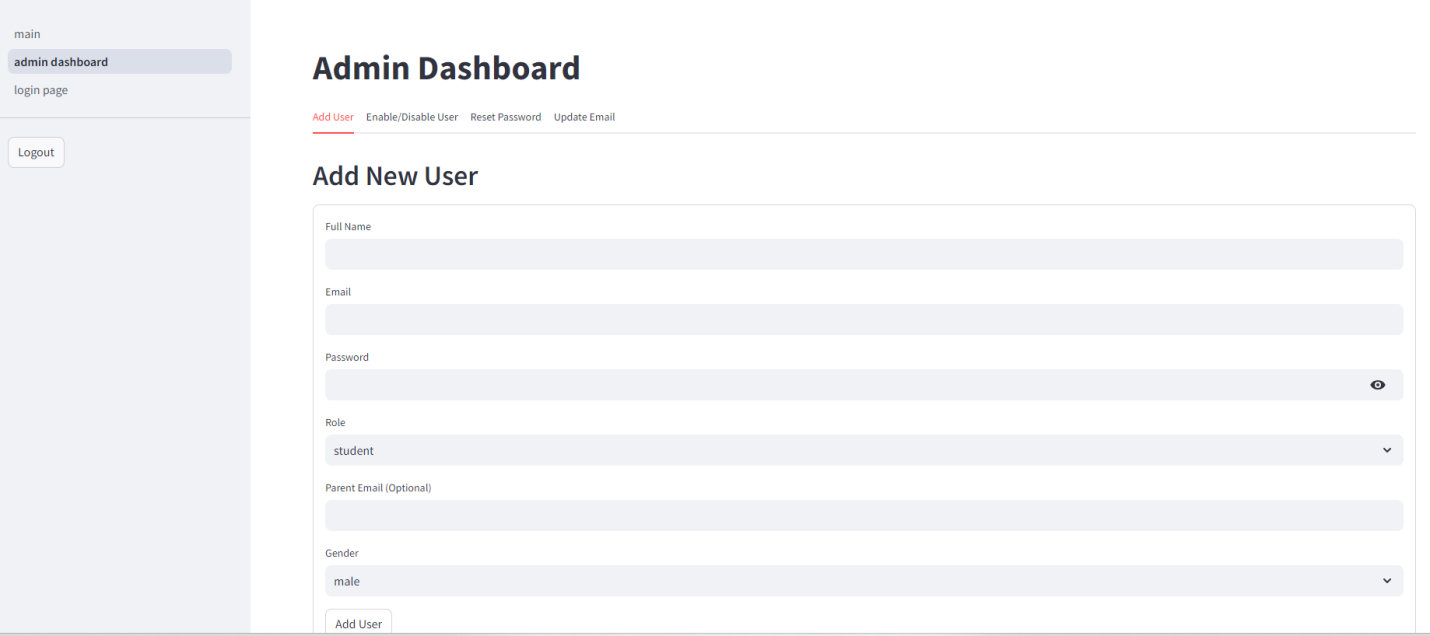 main
admin dashboard
login page
Logout
Admin Dashboard
Add User Enable/Disable User Reset Password Update Email
Add New User
Full Name
Email
Password
Role
student
Parent Email (Optional)
Gender
male
Add User